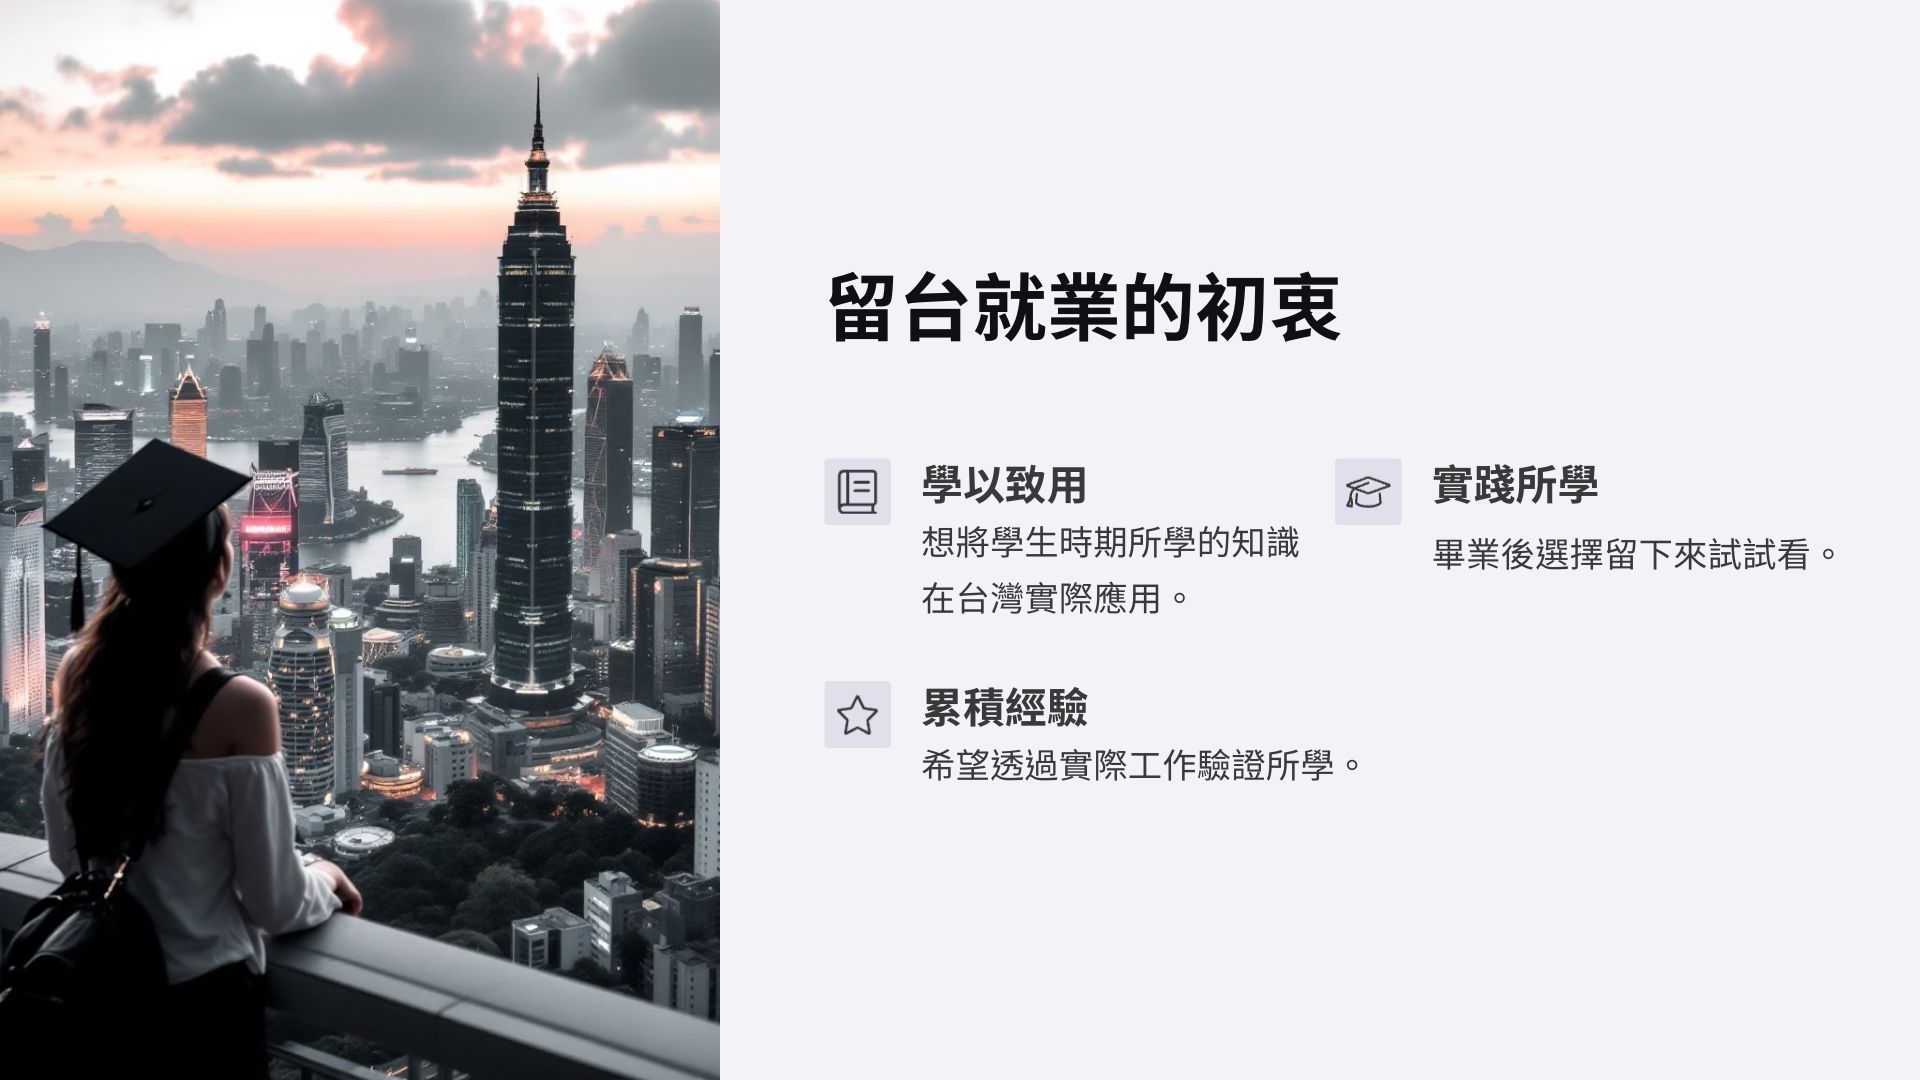 留台就業的初衷
學以致用
想將學生時期所學的知識
在台灣實際應用。
實踐所學
畢業後選擇留下來試試看。
累積經驗
希望透過實際工作驗證所學。